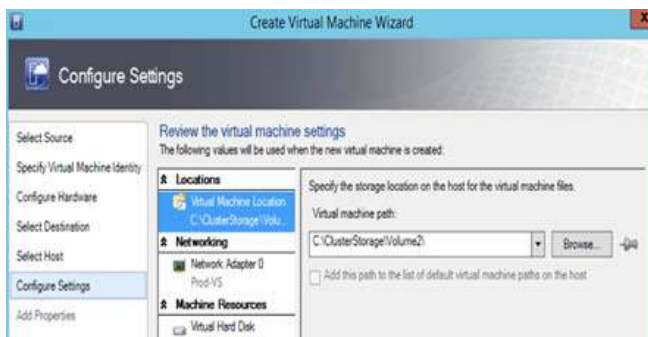 Create Virtual Machine Wizard
x
Configure Settings
Select Source
Specify Virtual Machine Identity
Configure Hardware
Select Destination
Select Host
Configure Settings
Add Properties
Review the virtual machine settings
The following values will be used when the new virtual machine is created:
Locations
Virtual Machine Location
C:\ClusterStorage\Volu...
Networking
Network Adapter 0
Prod-VS
Machine Resources
Virtual Hard Disk
Specify the storage location on the host for the virtual machine files.
Virtual machine path:
C:\ClusterStorage\Volume2\
Browse...
Add this path to the list of default virtual machine paths on the host